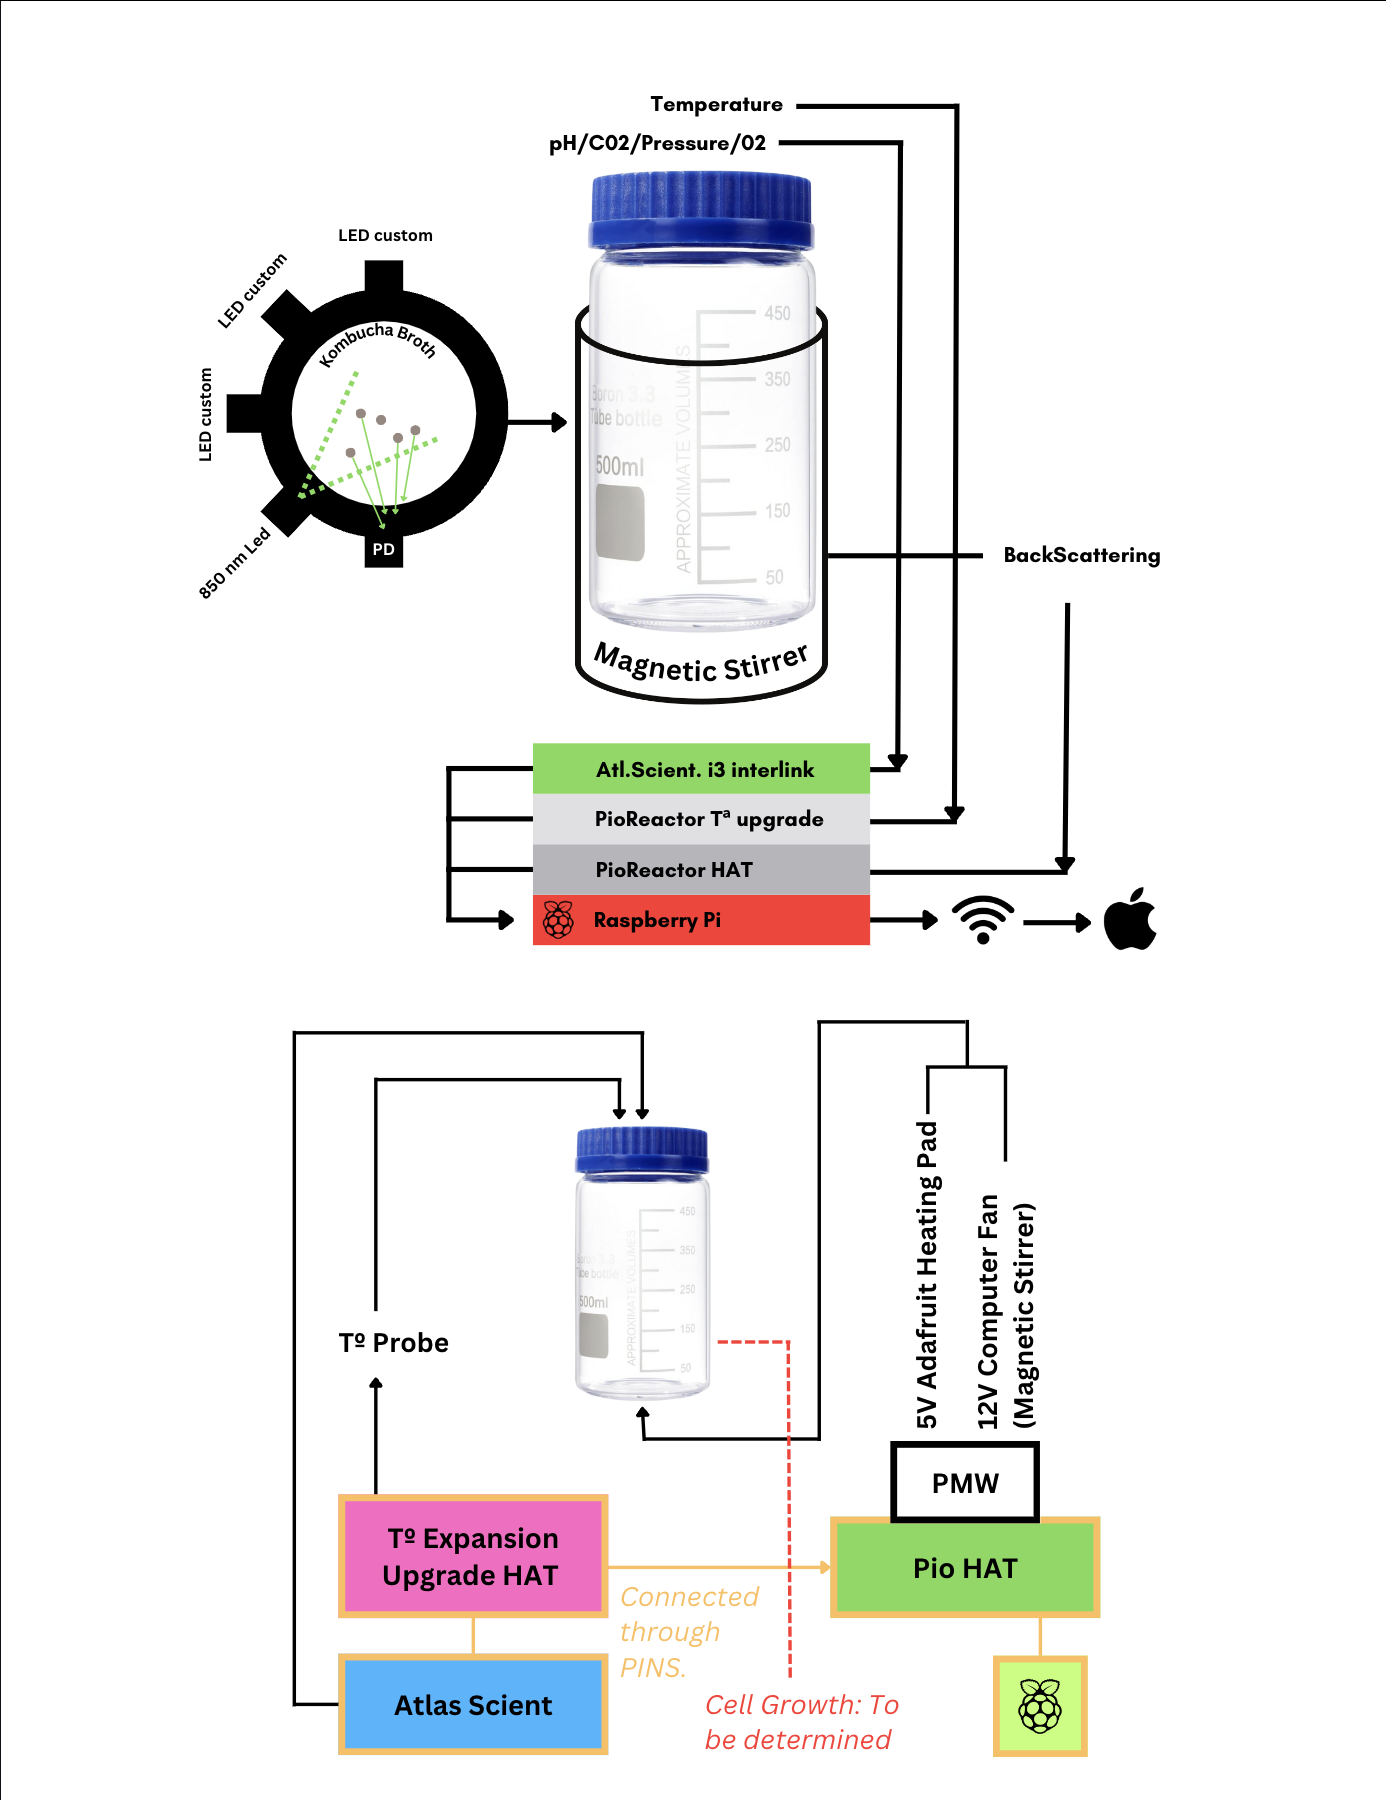 Temperature
pH/C02/Pressure/02
LED custom
LED custom
LED custom
Kombucha Broth
850 nm Led
PD
450
350
250
150
50
APPROXIMATE VOLUMES
Boron 3.3
Tube bottle
500ml
Magnetic Stirrer
BackScattering
Atl.Scient. i3 interlink
PioReactor Tª upgrade
PioReactor HAT
Raspberry Pi
450
350
250
150
50
APPROXIMATE VOLUMES
Boron 3.3
Tube bottle
500ml
5V Adafruit Heating Pad
12V Computer Fan
(Magnetic Stirrer)
Tº Probe
PMW
Tº Expansion
Upgrade HAT
Pio HAT
Connected
through
PINS.
Atlas Scient
Cell Growth: To
be determined